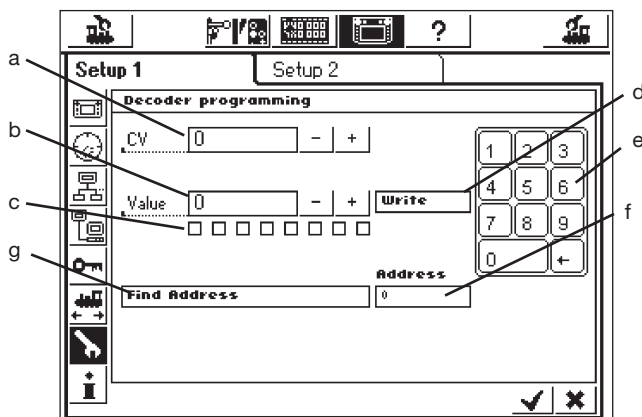 ?
Setup 1 Setup 2
a
Decoder programming
d
CV 0 - +
1 2 3
b
e
4 5 6
Value 0 - + Write
c
f
7 8 9
g
0 ←
Address
Find Address 0